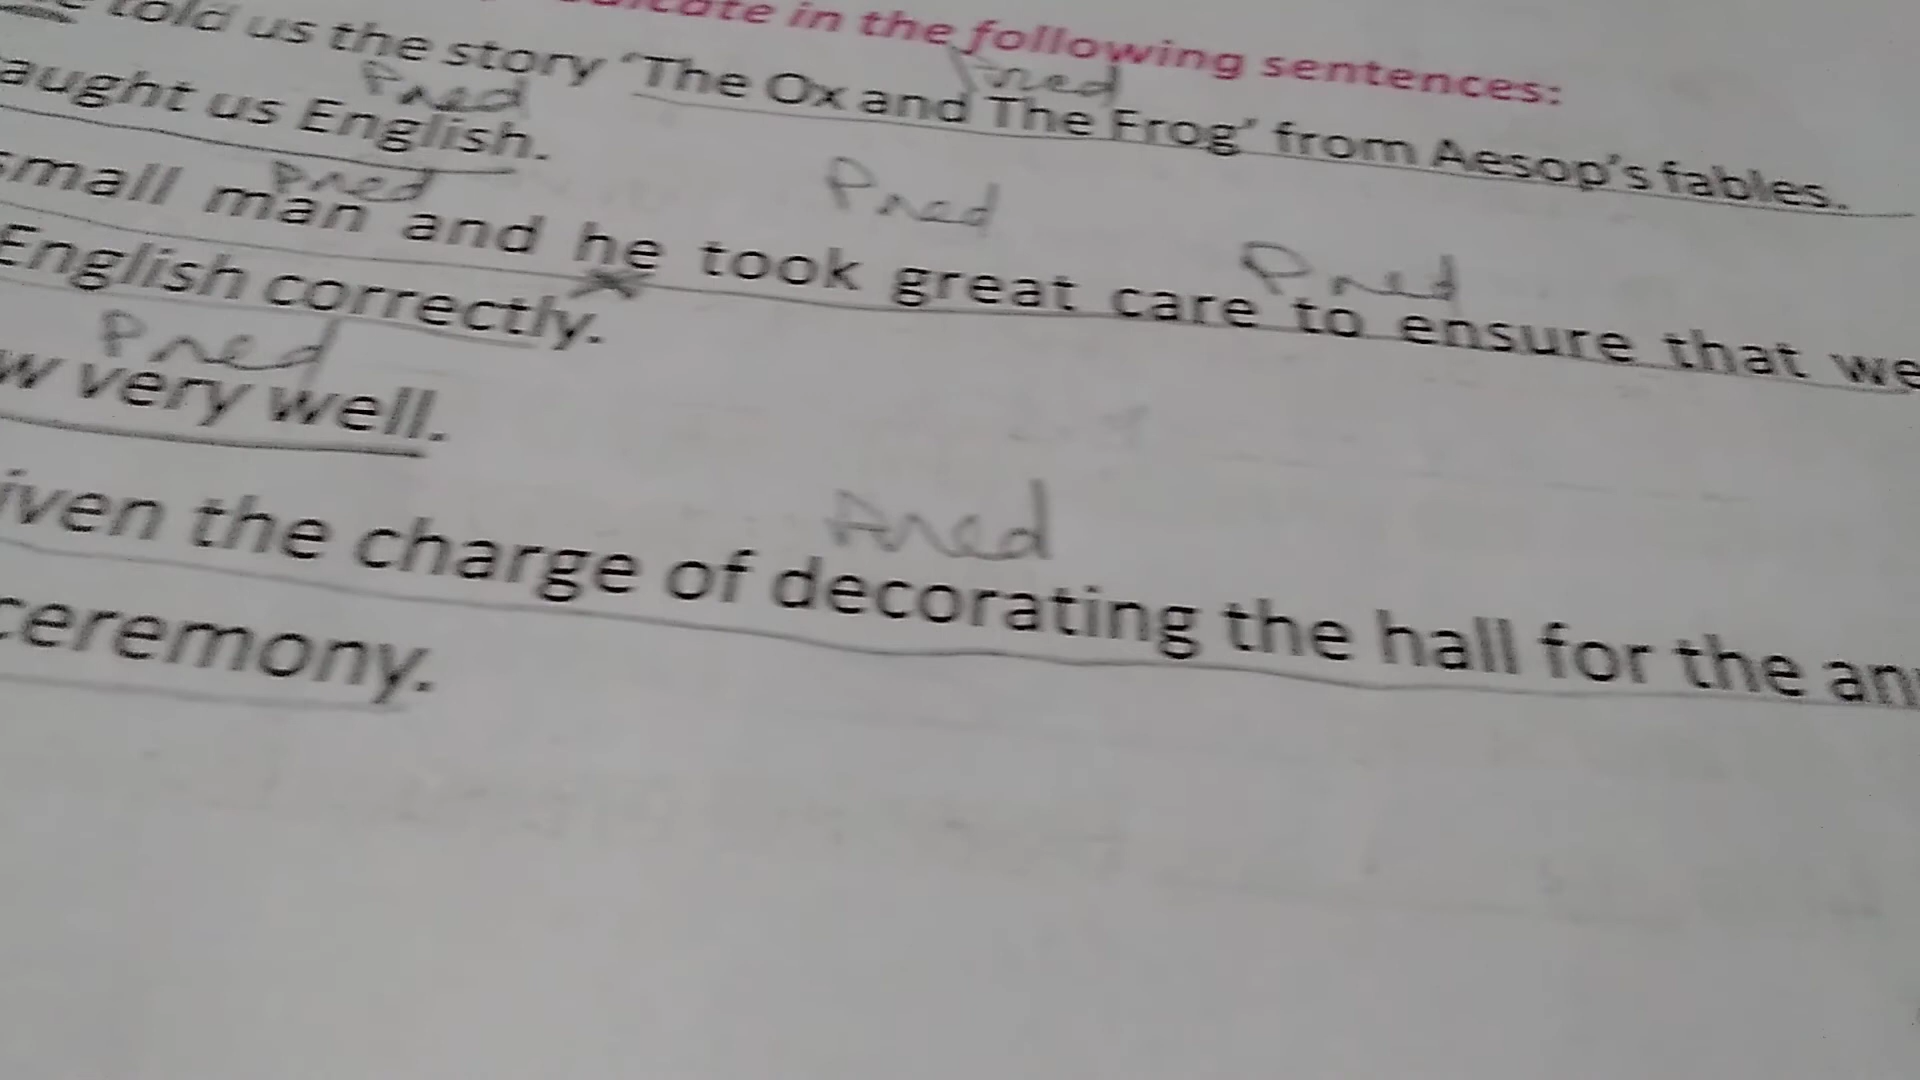 in the following sentences:
told us the story ‘The Ox and The Frog’ from Aesop’s fables.
Pred
Pred
aught us English.
Pred
Pred
Pred
small man and he took great care to ensure that we
English correctly.
Pred
w very well.
Pred
iven the charge of decorating the hall for the an
ceremony.